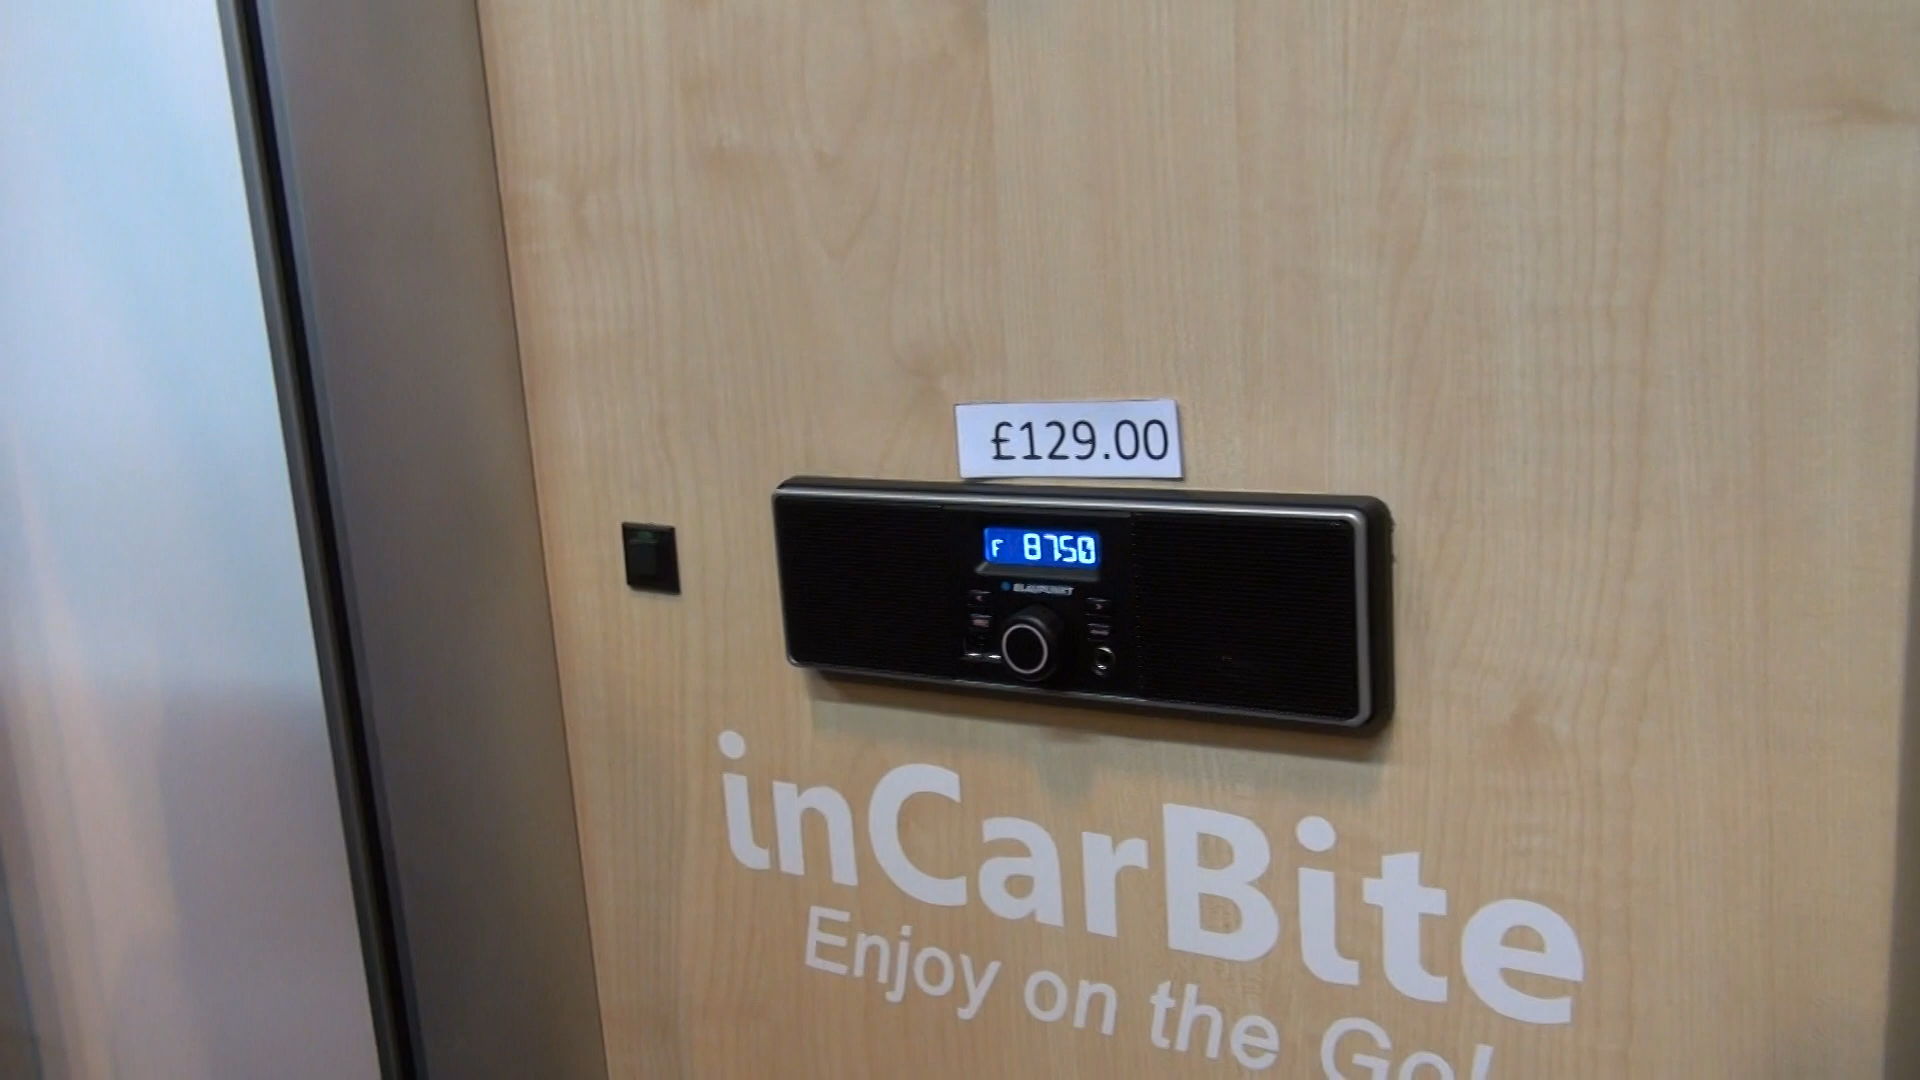 £129.00
F 8750
BLAUPUNKT
inCarBite
Enjoy on the Go!